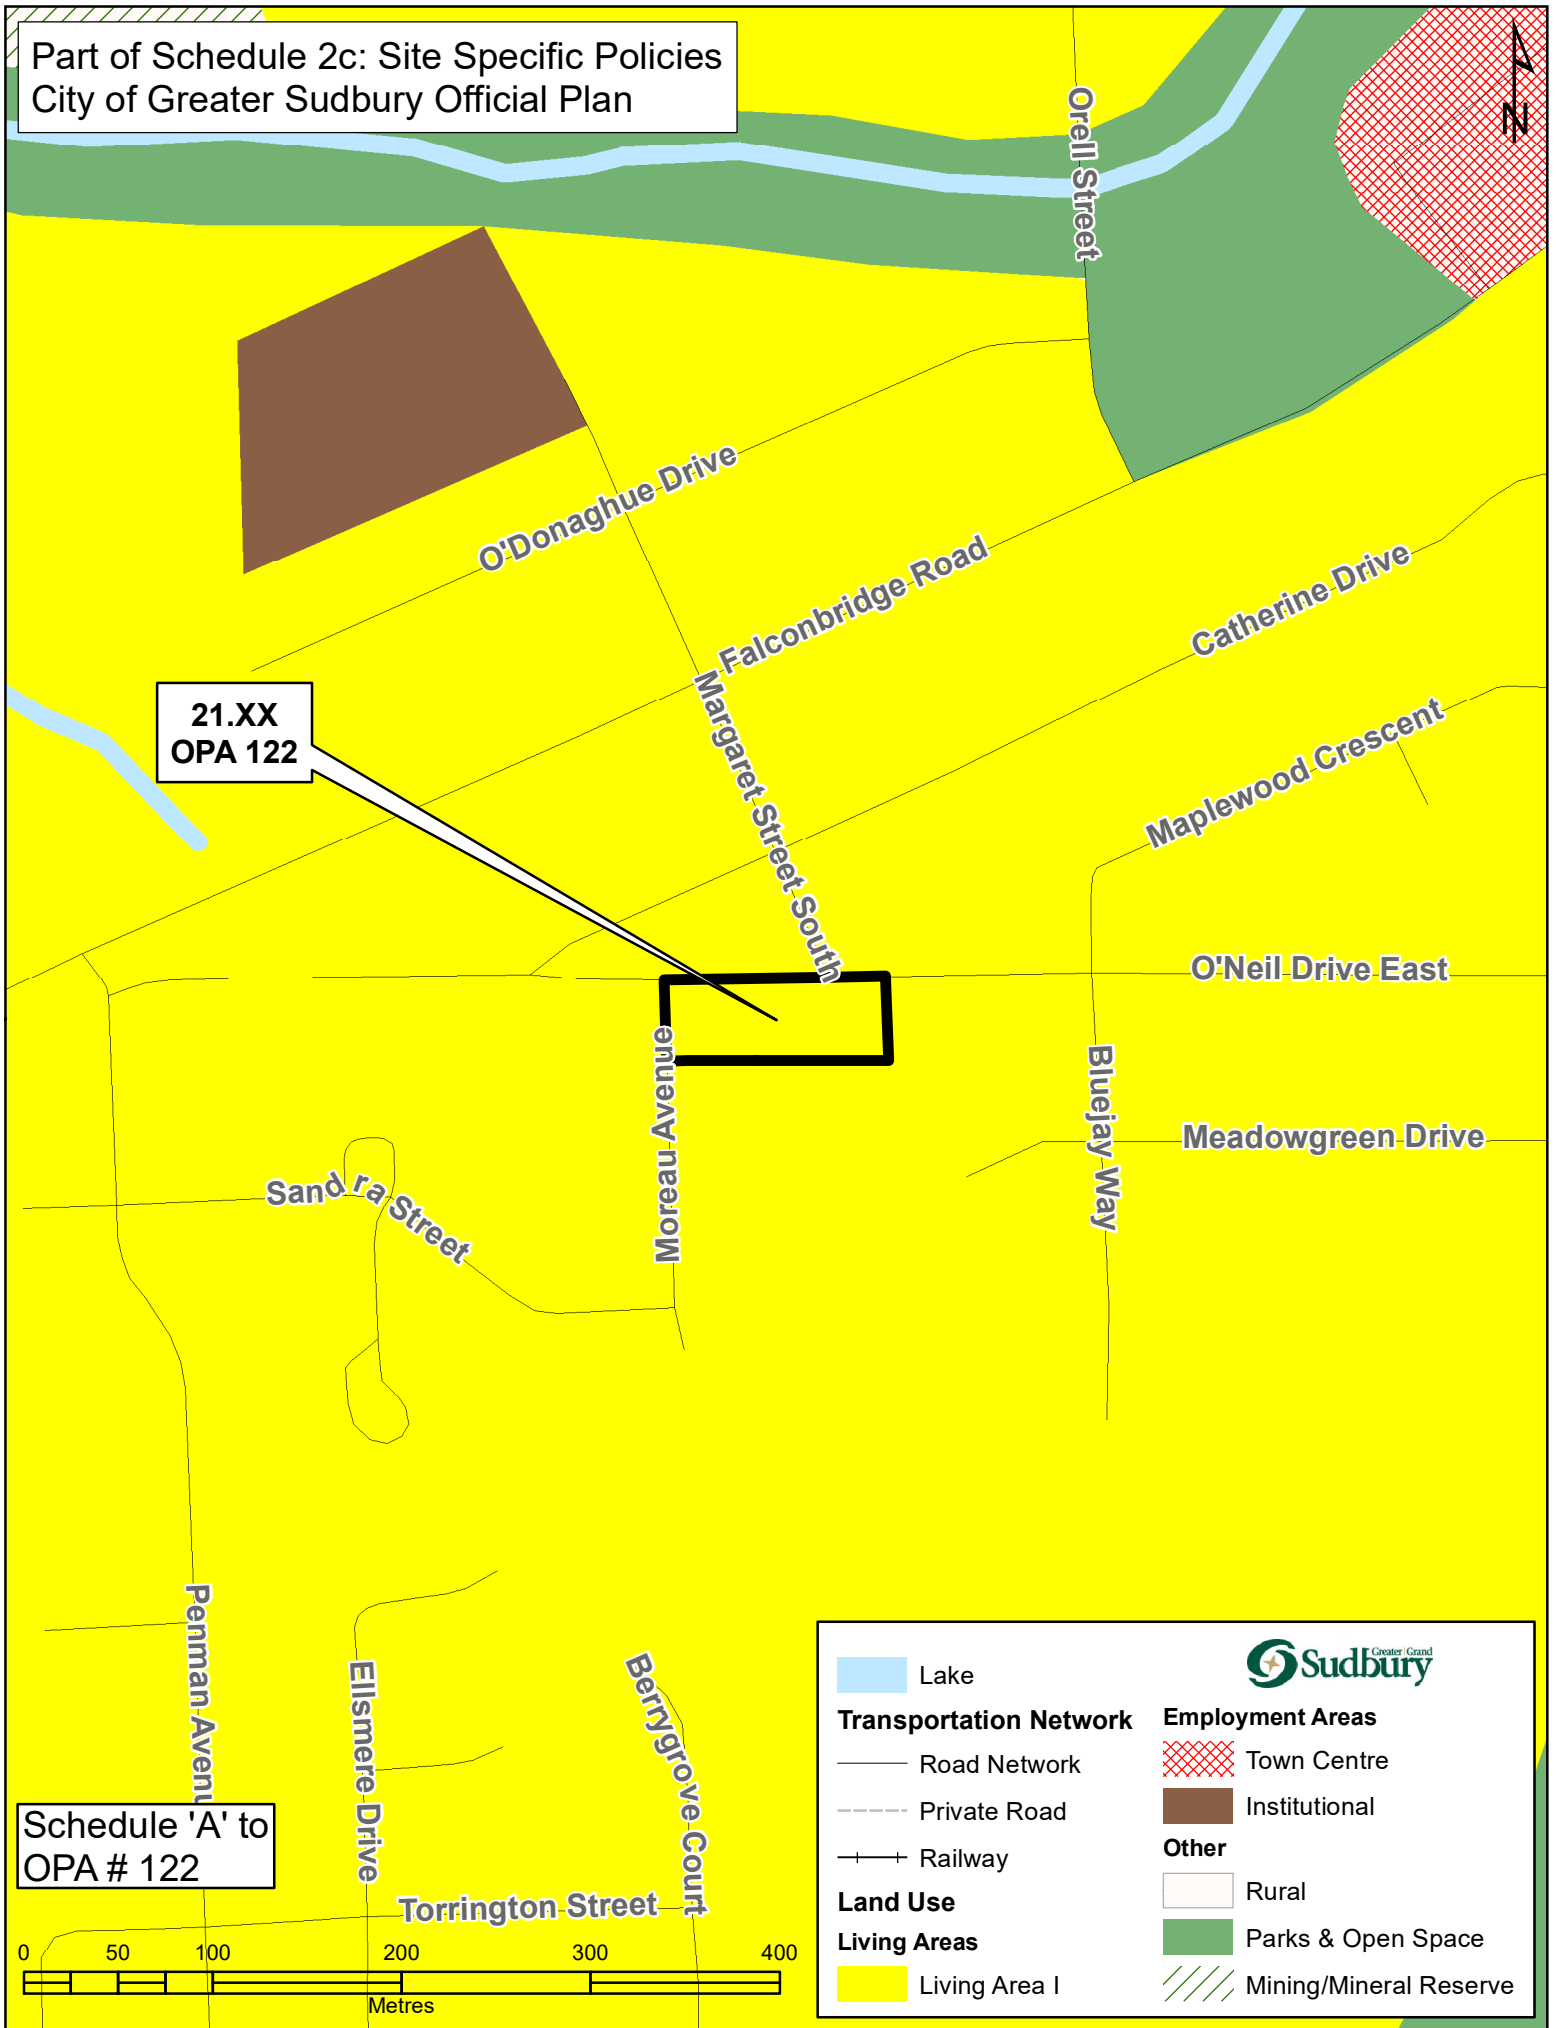 Part of Schedule 2c: Site Specific Policies
City of Greater Sudbury Official Plan
N
Orell Street
O'Donaghue Drive
Falconbridge Road
Catherine Drive
Margaret Street South
Maplewood Crescent
21.XX
OPA 122
O'Neil Drive East
Moreau Avenue
Bluejay Way
Meadowgreen Drive
Sandra Street
Penman Avenu
Ellsmere Drive
Berrygrove Court
Torrington Street
Schedule 'A' to
OPA # 122
0 50 100 200 300 400
Metres
Lake
Transportation Network
Road Network
Private Road
Railway
Land Use
Living Areas
Living Area I
Greater Grand
Sudbury
Employment Areas
Town Centre
Institutional
Other
Rural
Parks & Open Space
Mining/Mineral Reserve